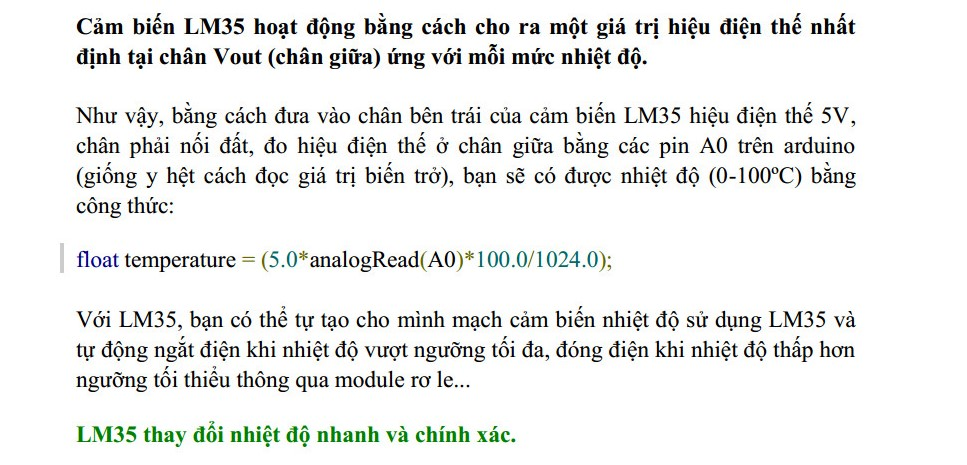 Cảm biến LM35 hoạt động bằng cách cho ra một giá trị hiệu điện thế nhất
định tại chân Vout (chân giữa) ứng với mỗi mức nhiệt độ.
Như vậy, bằng cách đưa vào chân bên trái của cảm biến LM35 hiệu điện thế 5V,
chân phải nối đất, đo hiệu điện thế ở chân giữa bằng các pin A0 trên arduino
(giống y hệt cách đọc giá trị biến trở), bạn sẽ có được nhiệt độ (0-100ºC) bằng
công thức:
float temperature = (5.0*analogRead(A0)*100.0/1024.0);
Với LM35, bạn có thể tự tạo cho mình mạch cảm biến nhiệt độ sử dụng LM35 và
tự động ngắt điện khi nhiệt độ vượt ngưỡng tối đa, đóng điện khi nhiệt độ thấp hơn
ngưỡng tối thiểu thông qua module rơ le...
LM35 thay đổi nhiệt độ nhanh và chính xác.